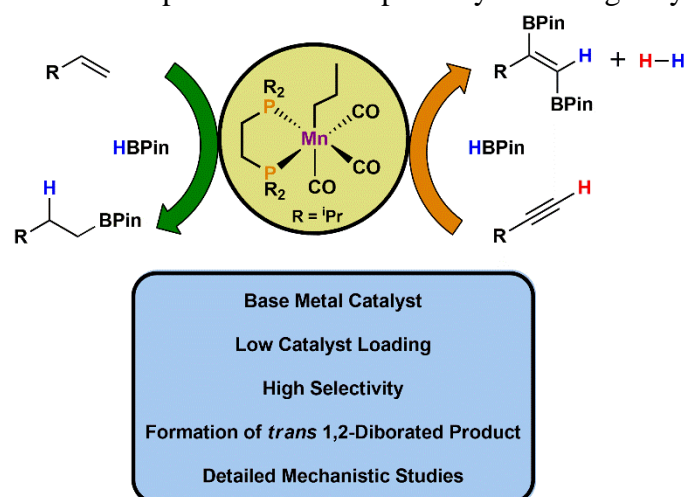 BPin
R
H
+ H–H
R
BPin
R2
P
CO
Mn
CO
P
R2
CO
R = iPr
HBPin
HBPin
H
H
BPin
R
R
Base Metal Catalyst
Low Catalyst Loading
High Selectivity
Formation of trans 1,2-Diborated Product
Detailed Mechanistic Studies